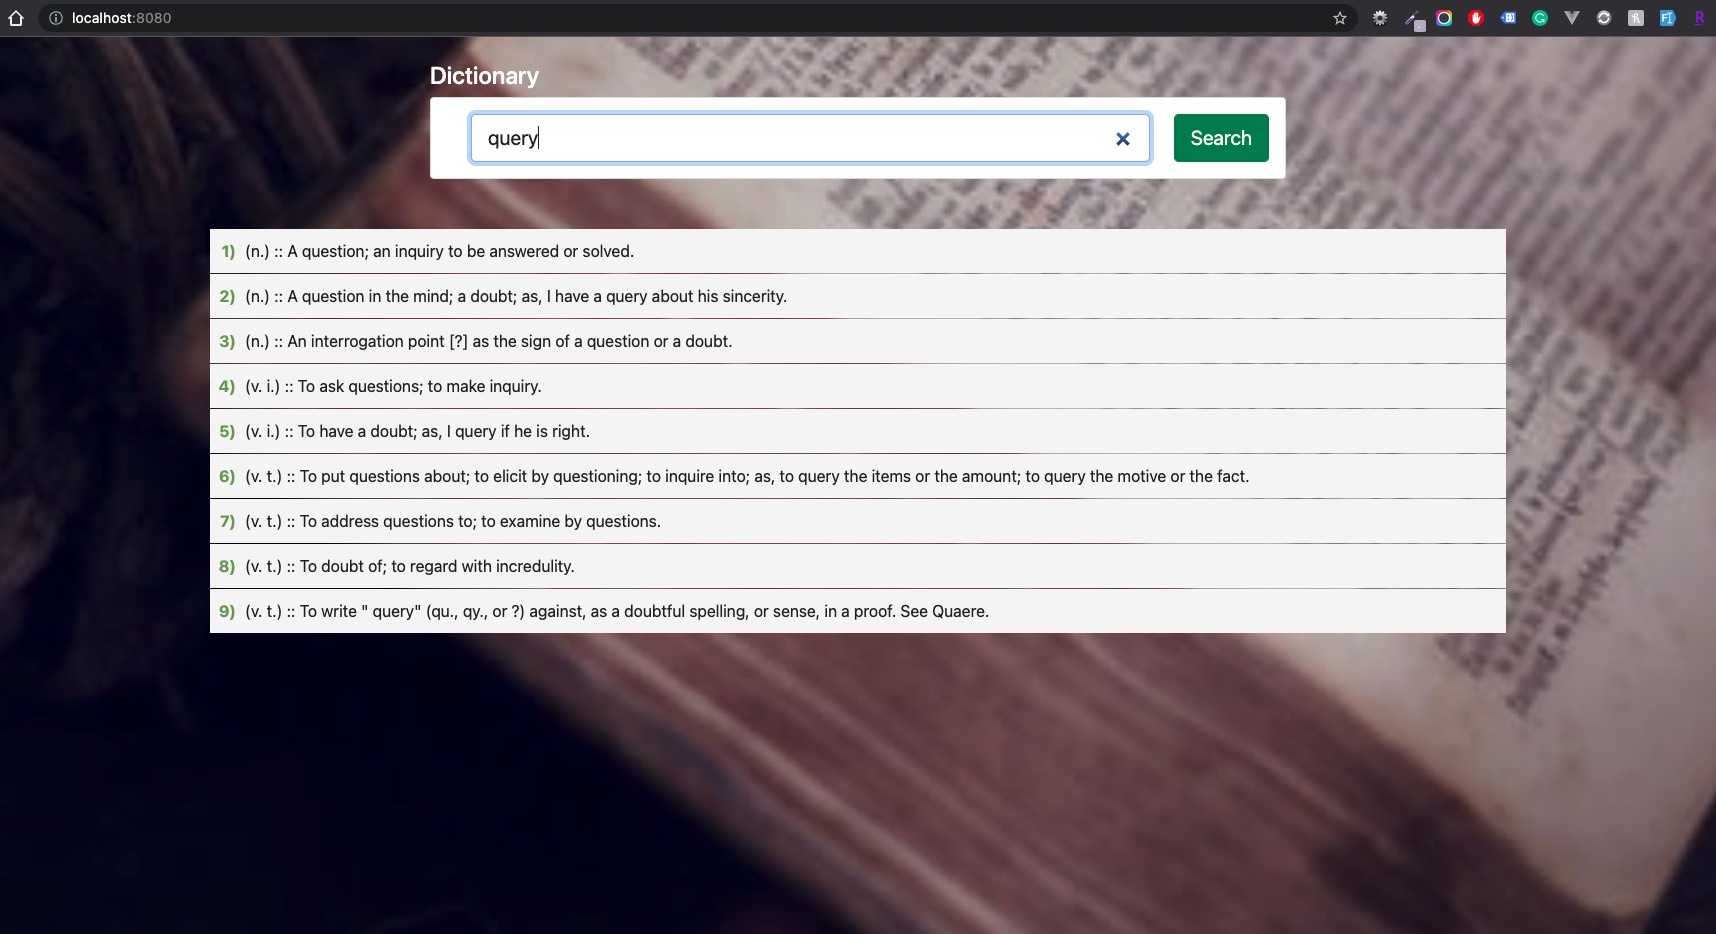 localhost:8080
Dictionary
query
Search
1) (n.) :: A question; an inquiry to be answered or solved.
2) (n.) :: A question in the mind; a doubt; as, I have a query about his sincerity.
3) (n.) :: An interrogation point [?] as the sign of a question or a doubt.
4) (v. i.) :: To ask questions; to make inquiry.
5) (v. i.) :: To have a doubt; as, I query if he is right.
6) (v. t.) :: To put questions about; to elicit by questioning; to inquire into; as, to query the items or the amount; to query the motive or the fact.
7) (v. t.) :: To address questions to; to examine by questions.
8) (v. t.) :: To doubt of; to regard with incredulity.
9) (v. t.) :: To write " query" (qu., qy., or ?) against, as a doubtful spelling, or sense, in a proof. See Quaere.